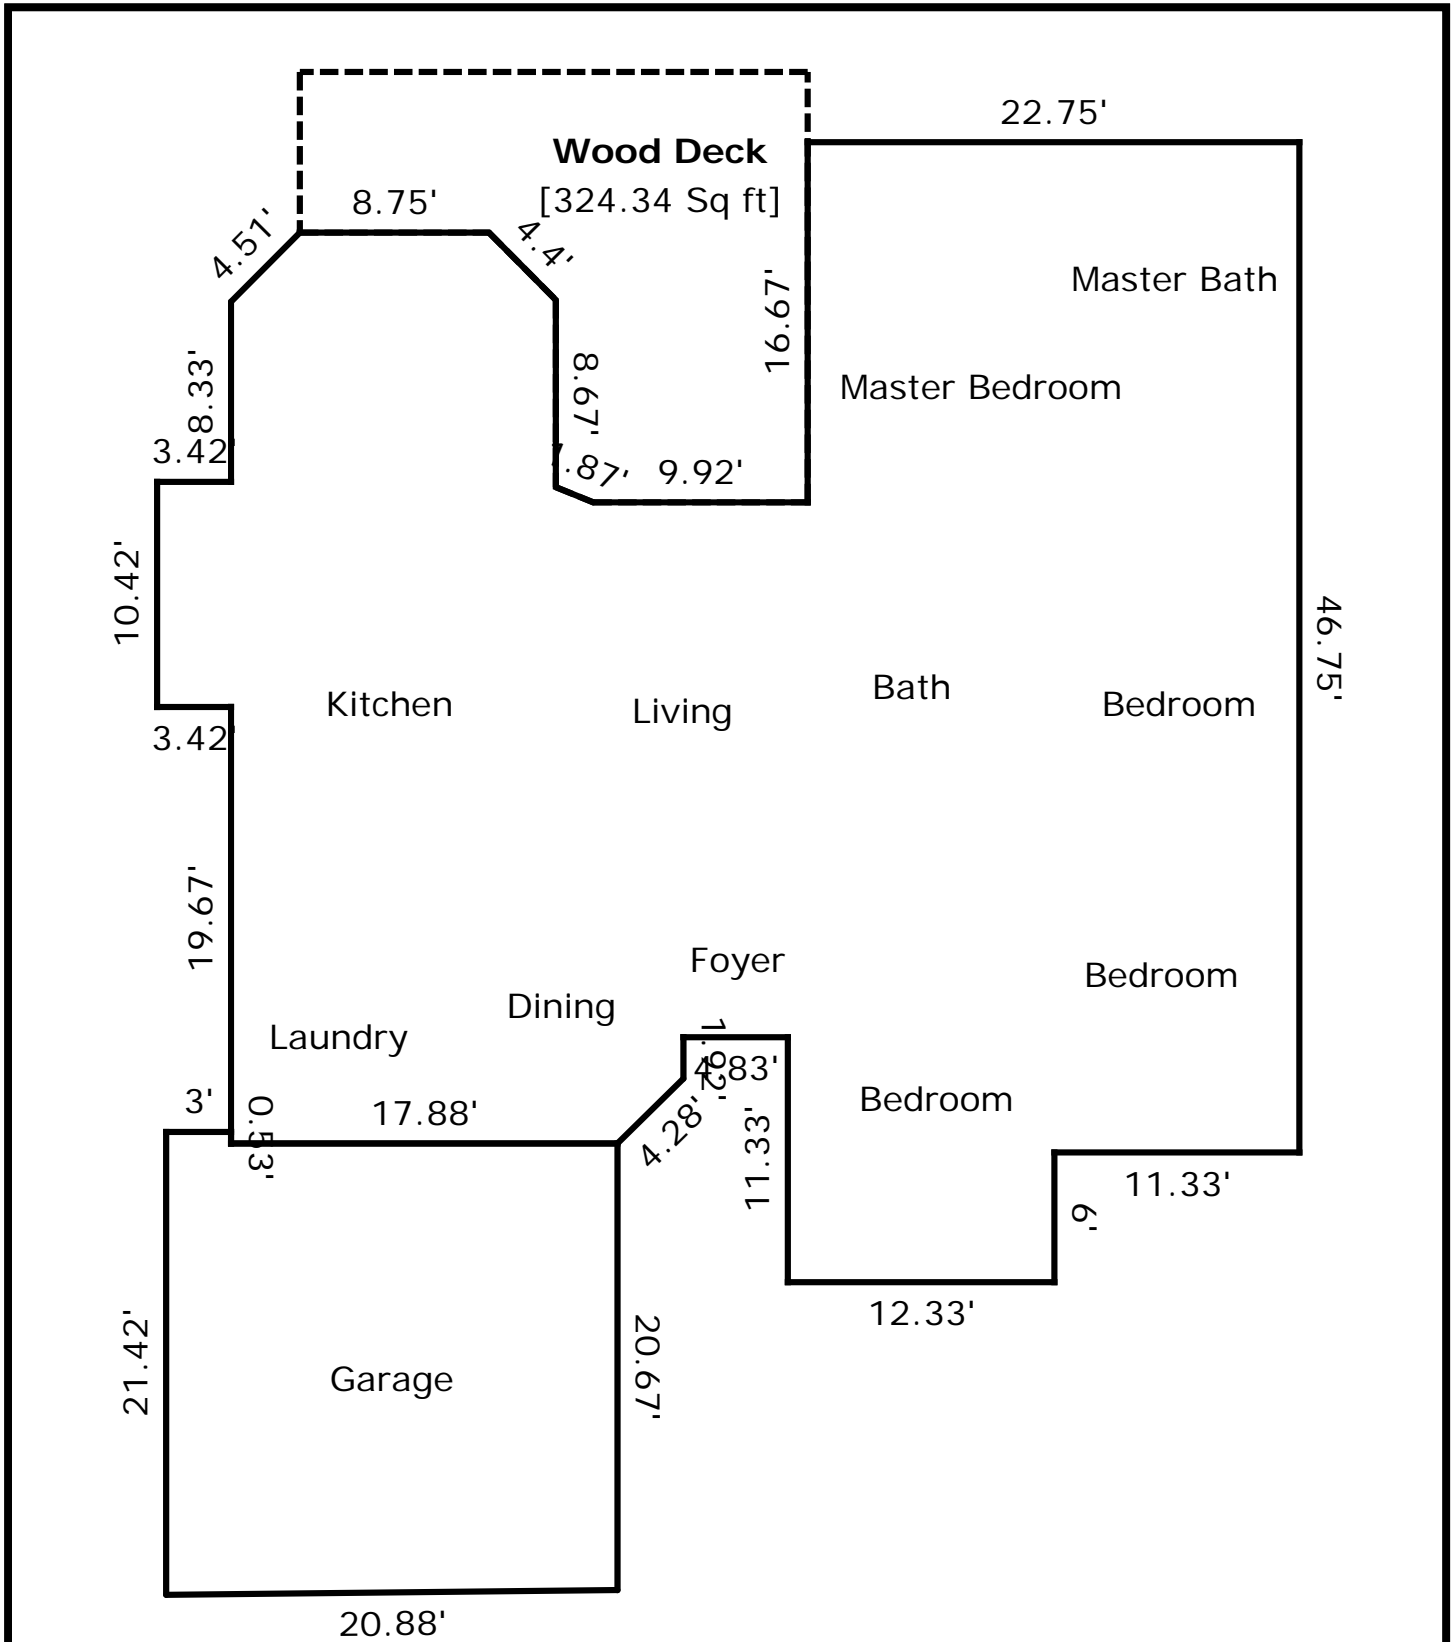 22.75'
Wood Deck
[324.34 Sq ft]
8.75'
4.51'
4.4'
16.67'
Master Bath
Master Bedroom
8.33'
8.67'
3.42'
9.92'
10.42'
46.75'
Kitchen
Living
Bath
Bedroom
3.42'
19.67'
Foyer
Dining
Bedroom
Laundry
1.92'
4.83'
3'
0.53'
17.88'
4.28'
11.33'
Bedroom
11.33'
6'
12.33'
21.42'
Garage
20.67'
20.88'